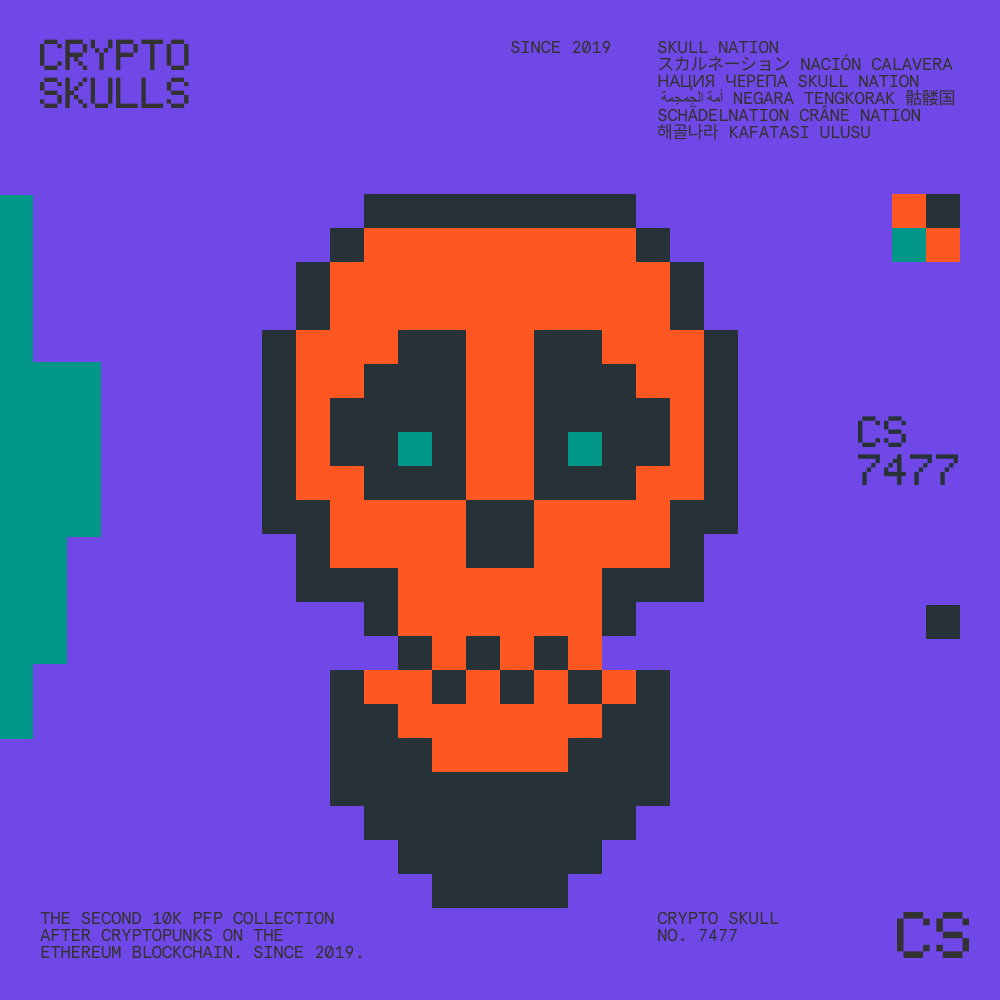 CRYPTO
SKULLS
SINCE 2019
SKULL NATION
スカルネーション NACIÓN CALAVERA
НАЦИЯ ЧЕРЕПА SKULL NATION
أمة الجمجمة NEGARA TENGKORAK 骷髅国
SCHÄDELNATION CRÂNE NATION
해골나라 KAFATASI ULUSU
CS
7477
THE SECOND 10K PFP COLLECTION
AFTER CRYPTOPUNKS ON THE
ETHEREUM BLOCKCHAIN. SINCE 2019.
CRYPTO SKULL
NO. 7477
CS